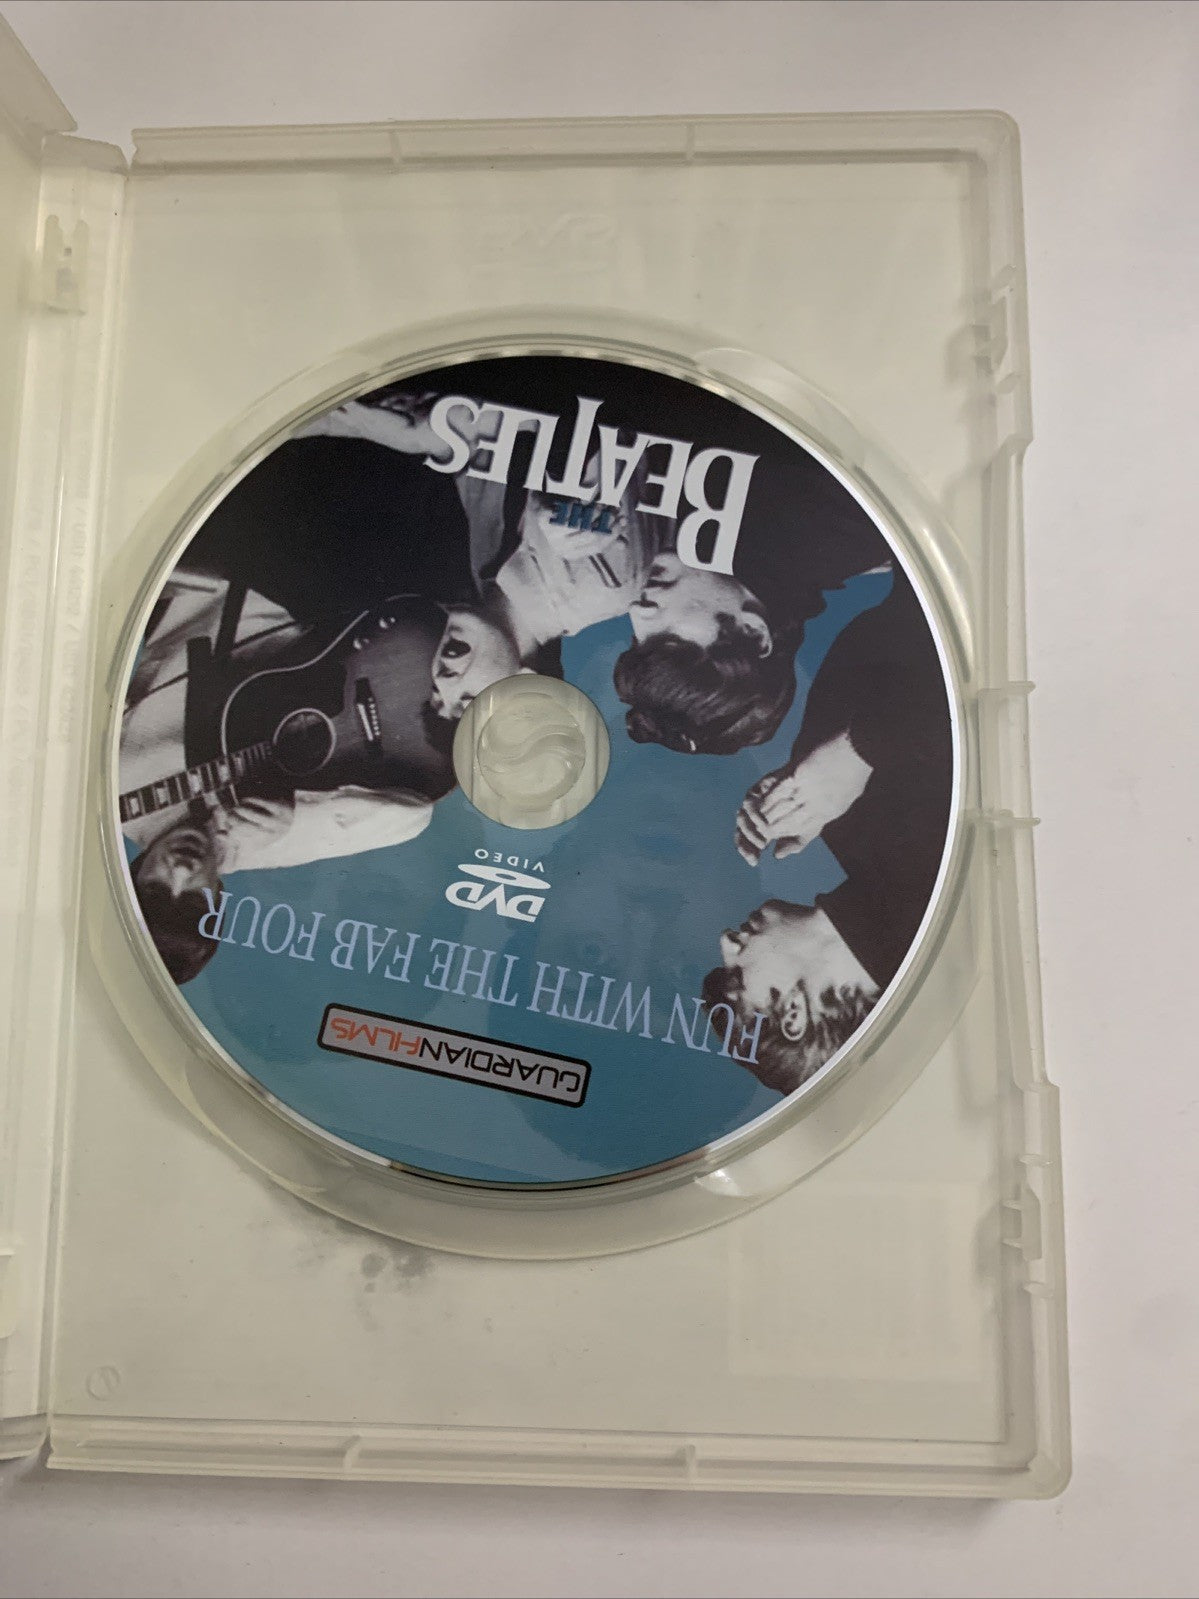 THE
BEATLES
DVD
VIDEO
FUN WITH THE FAB FOUR
GUARDIANFILMS